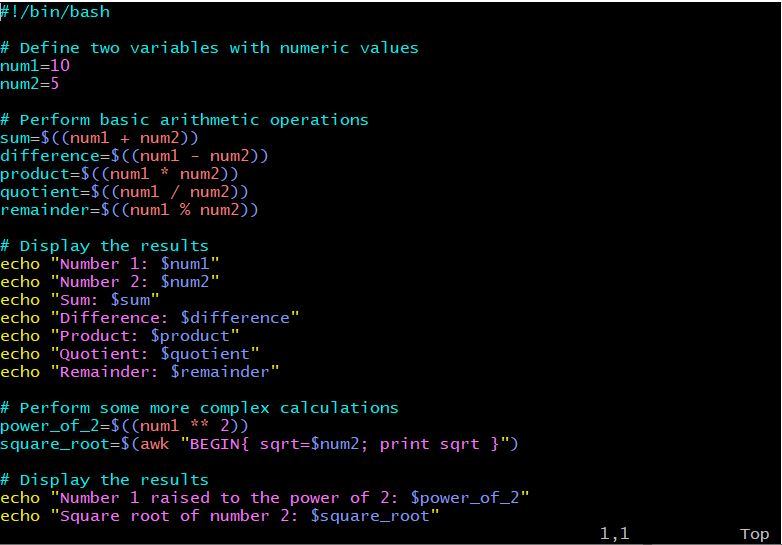 #!/bin/bash
# Define two variables with numeric values
num1=10
num2=5
# Perform basic arithmetic operations
sum=$((num1 + num2))
difference=$((num1 - num2))
product=$((num1 * num2))
quotient=$((num1 / num2))
remainder=$((num1 % num2))
# Display the results
echo "Number 1: $num1"
echo "Number 2: $num2"
echo "Sum: $sum"
echo "Difference: $difference"
echo "Product: $product"
echo "Quotient: $quotient"
echo "Remainder: $remainder"
# Perform some more complex calculations
power_of_2=$((num1 ** 2))
square_root=$(awk "BEGIN{ sqrt=$num2; print sqrt }")
# Display the results
echo "Number 1 raised to the power of 2: $power_of_2"
echo "Square root of number 2: $square_root"
1,1 Top